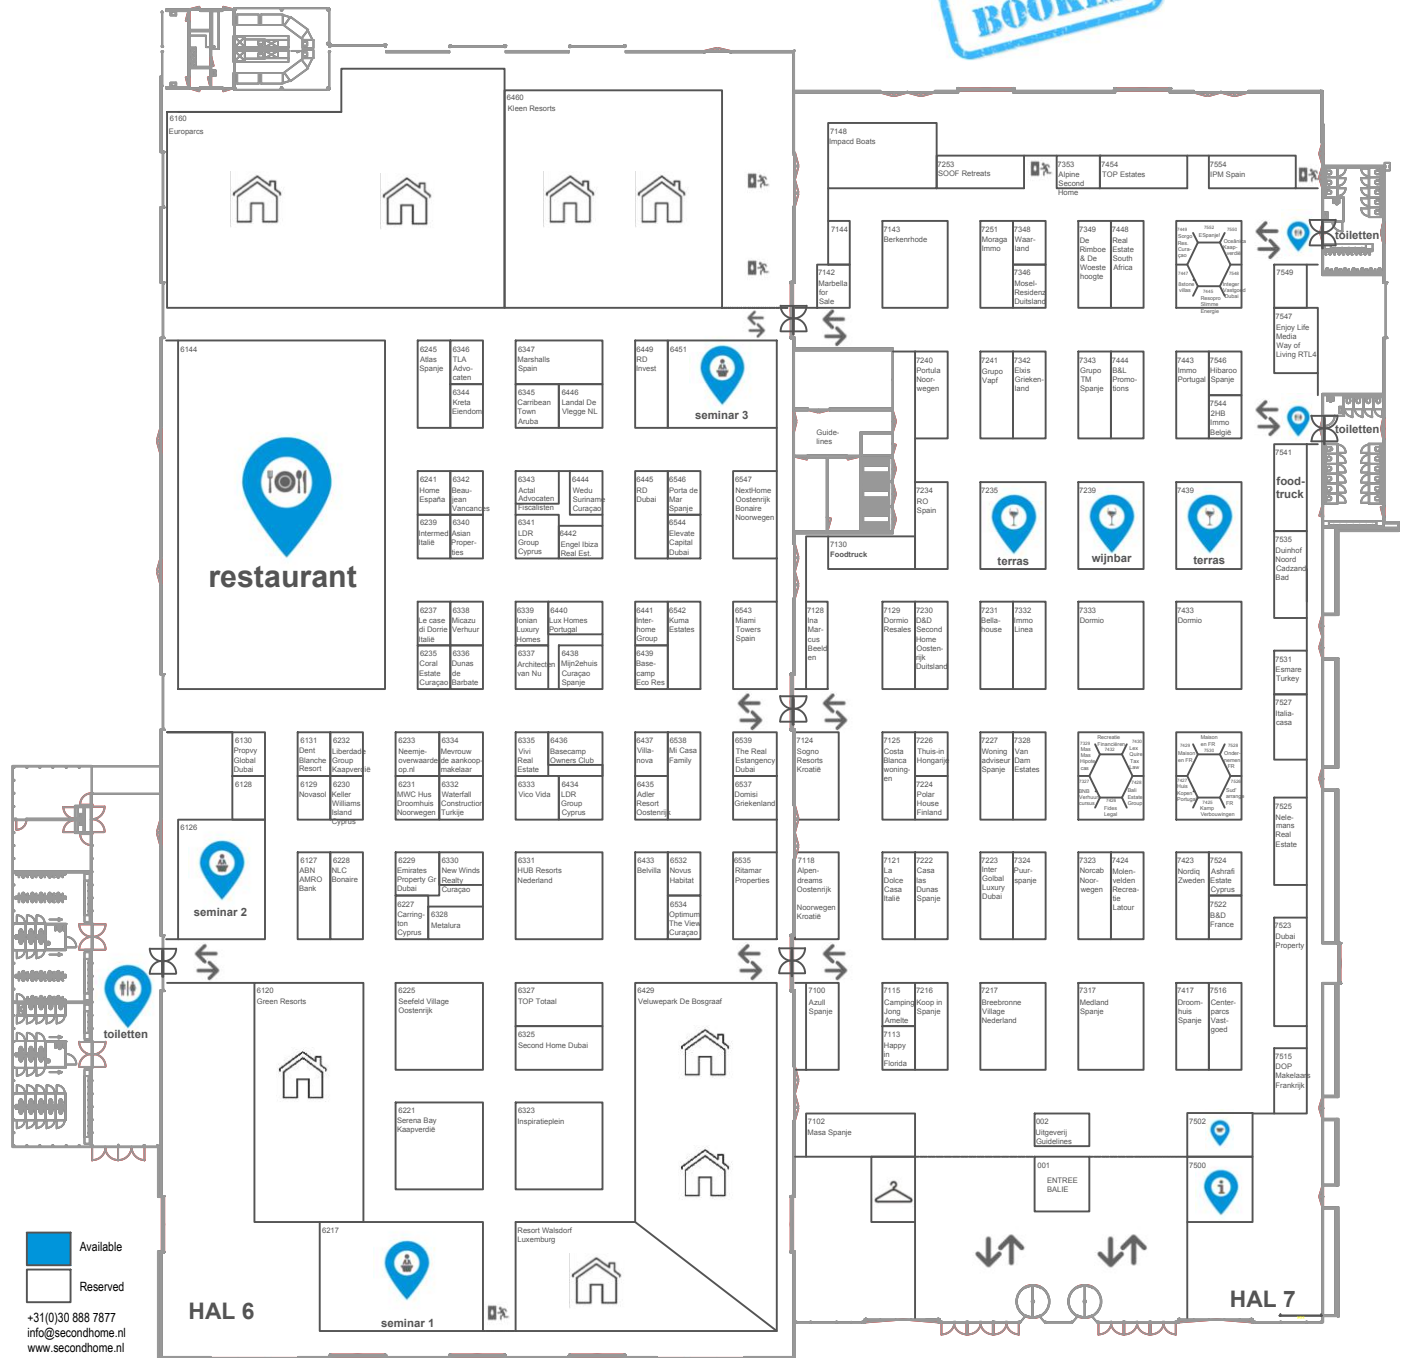 BOOKED
6160
Europarcs
6460
Kleen Resorts
7148
Impacd Boats
7253
SOOF Retreats
7353
Alpine
Second
Home
7454
TOP Estates
7554
IPM Spain
7144
7142
Marbella
for
Sale
7143
Berkenrhode
7251
Moraga
Immo
7348
Waar-
land
7346
Mosel-
Residenz
Duitsland
7349
De
Rimboe
& De
Woeste
hoogte
7448
Real
Estate
South
Africa
toiletten
7549
7547
Enjoy Life
Media
Way of
Living RTL4
6144
restaurant
6245
Atlas
Spanje
6346
TLA
Advo-
caten
6344
Kreta
Eiendom
6347
Marshalls
Spain
6345
Carribean
Town
Aruba
6446
Landal De
Vlegge NL
6449
RD
Invest
6451
seminar 3
Guide-
lines
7240
Portula
Noor-
wegen
7241
Grupo
Vapf
7342
Elxis
Grieken-
land
7343
Grupo
TM
Spanje
7444
B&L
Promo-
tions
7443
Immo
Portugal
7546
Hibaroo
Spanje
7544
2HB
Immo
België
toiletten
6241
Home
España
6342
Beau-
jean
Vancances
6239
Intermed
Italië
6340
Asian
Proper-
ties
6343
Actal
Advocaten
Fiscalisten
6444
Wedu
Suriname
Curaçao
6341
LDR
Group
Cyprus
6442
Engel Ibiza
Real Est.
6445
RD
Dubai
6546
Porta de
Mar
Spanje
6544
Elevate
Capital
Dubai
6547
NextHome
Oostenrijk
Bonaire
Noorwegen
7234
RO
Spain
7130
Foodtruck
7235
terras
7239
wijnbar
7439
terras
7541
food-
truck
7535
Duinhof
Noord
Cadzand
Bad
6237
Le case
di Dorrie
Italië
6338
Micazu
Verhuur
6235
Coral
Estate
Curaçao
6336
Dunas
de
Barbate
6339
Ionian
Luxury
Homes
6440
Lux Homes
Portugal
6337
Architecten
van Nu
6438
Mijn2ehuis
Curaçao
Spanje
6441
Inter-
home
Group
6542
Kuma
Estates
6439
Base-
camp
Eco Res
6543
Miami
Towers
Spain
7128
Ina
Mar-
cus
Beeld
en
7129
Dormio
Resales
7230
D&D
Second
Home
Oosten-
rijk
Duitsland
7231
Bella-
house
7332
Immo
Linea
7333
Dormio
7433
Dormio
7531
Esmare
Turkey
7527
Italia-
casa
6130
Propvy
Global
Dubai
6128
6131
Dent
Blanche
Resort
6232
Liberdade
Group
Kaapverdië
6129
Novasol
6230
Keller
Williams
Island
Cyprus
6233
Neemje-
overwaarde
op.nl
6334
Mevrouw
de aankoop-
makelaar
6231
MWC Hus
Droomhuis
Noorwegen
6332
Waterfall
Construction
Turkije
6335
Vivi
Real
Estate
6436
Basecamp
Owners Club
6333
Vico Vida
6434
LDR
Group
Cyprus
6437
Villa-
nova
6538
Mi Casa
Family
6435
Adler
Resort
Oostenrijk
6539
The Real
Estangency
Dubai
6537
Domisi
Griekenland
7124
Sogno
Resorts
Kroatië
7125
Costa
Blanca
woning-
en
7126
Thuis-in
Hongarije
7224
Polar
House
Finland
7227
Woning
adviseur
Spanje
7328
Van
Dam
Estates
7525
Nele-
mans
Real
Estate
6126
seminar 2
6127
ABN
AMRO
Bank
6228
NLC
Bonaire
6229
Emirates
Property Gr
Dubai
6330
New Winds
Realty
Curaçao
6227
Carring-
ton
Cyprus
6328
Metalura
6331
HUB Resorts
Nederland
6433
Belvilla
6532
Novus
Habitat
6534
Optimum
The View
Curaçao
6535
Ritamar
Properties
7118
Alpen-
dreams
Oostenrijk
Noorwegen
Kroatië
7121
La
Dolce
Casa
Italië
7222
Casa
las
Dunas
Spanje
7223
Inter
Golbal
Luxury
Dubai
7324
Puur-
spanje
7323
Norcab
Noor-
wegen
7424
Molen-
velden
Recrea-
tie
Latour
7423
Nordiq
Zweden
7524
Ashrafi
Estate
Cyprus
7522
B&D
France
7523
Dubai
Property
toiletten
6120
Green Resorts
6225
Seefeld Village
Oostenrijk
6327
TOP Totaal
6325
Second Home Dubai
6429
Veluwepark De Bosgraaf
7100
Azull
Spanje
7115
Camping
Jong
Amelte
7113
Happy
in
Florida
7216
Koop in
Spanje
7217
Breebronne
Village
Nederland
7317
Medland
Spanje
7417
Droom-
huis
Spanje
7516
Center-
parcs
Vast-
goed
7515
DOP
Makelaars
Frankrijk
6221
Serena Bay
Kaapverdië
6323
Inspiratieplein
7102
Masa Spanje
002
Uitgeverij
Guidelines
7502
001
ENTREE
BALIE
7500
6217
seminar 1
Resort Walsdorf
Luxemburg
Available
Reserved
+31(0)30 888 7877
info@secondhome.nl
www.secondhome.nl
HAL 6
HAL 7